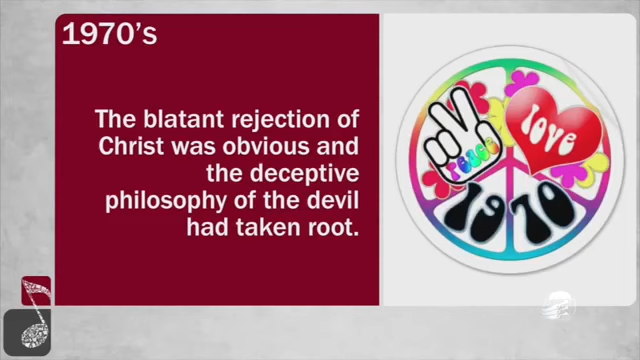 1970's
The blatant rejection of
Christ was obvious and
the deceptive
philosophy of the devil
had taken root.
Peace
love
1970